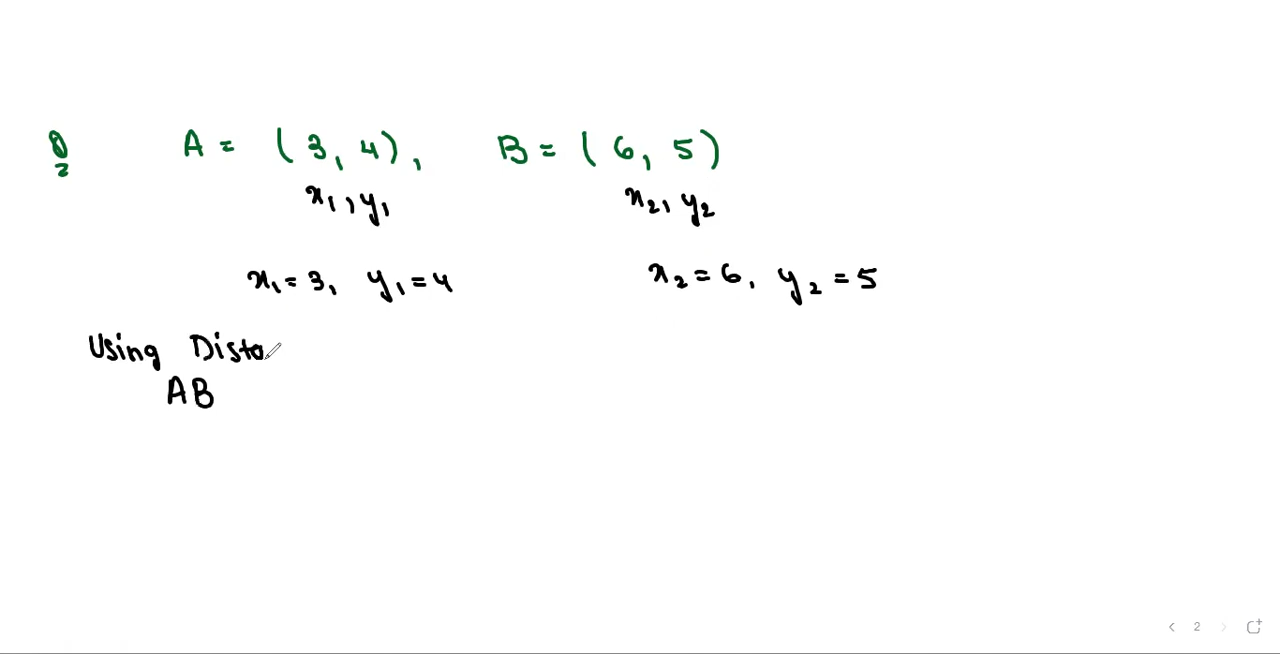 Q A = (3, 4), B = (6, 5)
x₁, y₁ x₂, y₂
x₁ = 3, y₁ = 4 x₂ = 6, y₂ = 5
Using Dista
AB
2